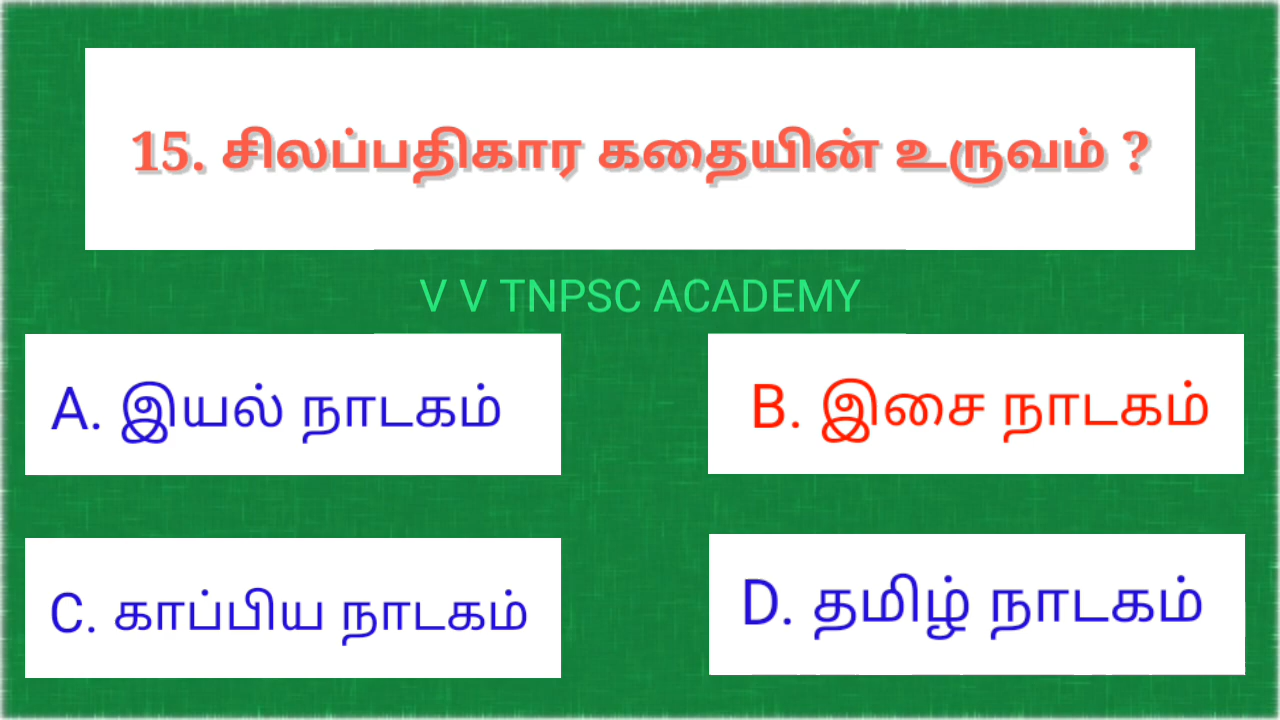 15. சிலப்பதிகார கதையின் உருவம் ?
V V TNPSC ACADEMY
A. இயல் நாடகம்
B. இசை நாடகம்
C. காப்பிய நாடகம்
D. தமிழ் நாடகம்